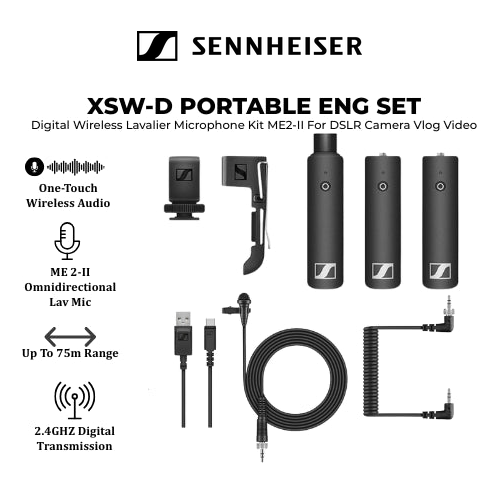 SENNHEISER
XSW-D PORTABLE ENG SET
Digital Wireless Lavalier Microphone Kit ME2-II For DSLR Camera Vlog Video
One-Touch
Wireless Audio
ME 2-II
Omnidirectional
Lav Mic
Up To 75m Range
2.4GHZ Digital
Transmission